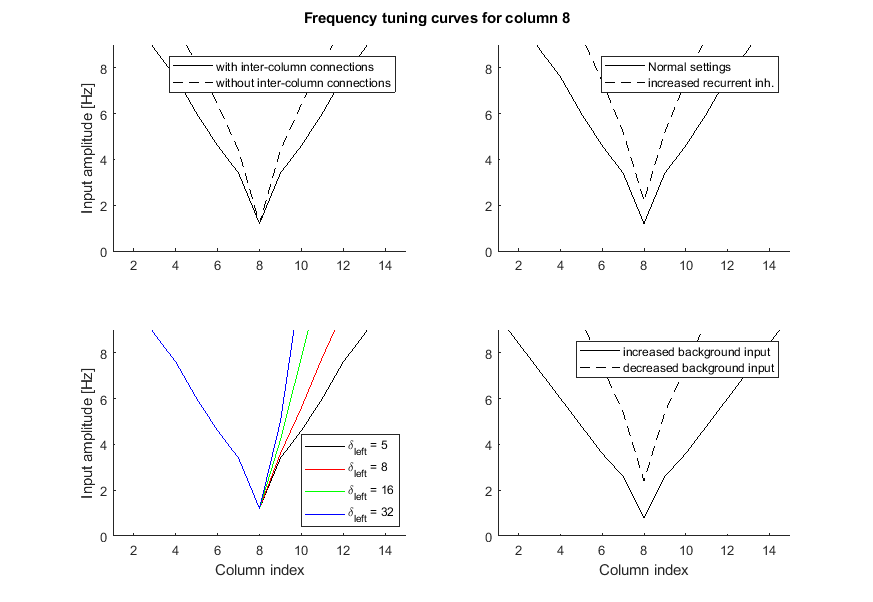 Frequency tuning curves for column 8
Input amplitude [Hz]
8
6
4
2
0
with inter-column connections
without inter-column connections
2 4 6 8 10 12 14
8
6
4
2
0
Normal settings
increased recurrent inh.
2 4 6 8 10 12 14
Input amplitude [Hz]
8
6
4
2
0
δleft = 5
δleft = 8
δleft = 16
δleft = 32
2 4 6 8 10 12 14
Column index
8
6
4
2
0
increased background input
decreased background input
2 4 6 8 10 12 14
Column index